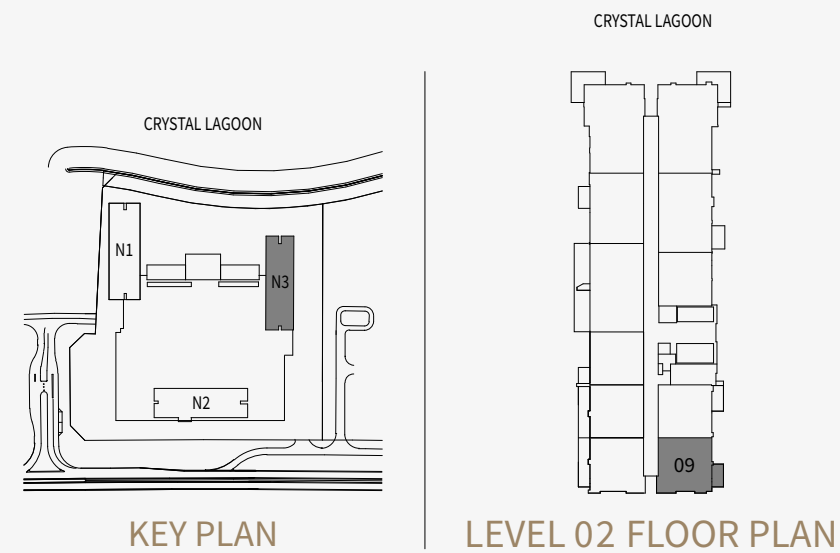 CRYSTAL LAGOON
N1
N3
N2
KEY PLAN
CRYSTAL LAGOON
09
LEVEL 02 FLOOR PLAN